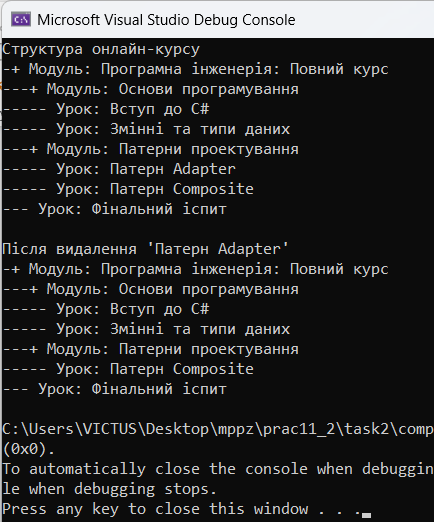 Microsoft Visual Studio Debug Console
Структура онлайн-курсу
-+ Модуль: Програмна інженерія: Повний курс
---+ Модуль: Основи програмування
----- Урок: Вступ до C#
----- Урок: Змінні та типи даних
---+ Модуль: Патерни проектування
----- Урок: Патерн Adapter
----- Урок: Патерн Composite
--- Урок: Фінальний іспит
Після видалення 'Патерн Adapter'
-+ Модуль: Програмна інженерія: Повний курс
---+ Модуль: Основи програмування
----- Урок: Вступ до C#
----- Урок: Змінні та типи даних
---+ Модуль: Патерни проектування
----- Урок: Патерн Composite
--- Урок: Фінальний іспит
C:\Users\VICTUS\Desktop\mppz\prac11_2\task2\comp
(0x0).
To automatically close the console when debuggin
le when debugging stops.
Press any key to close this window . . .